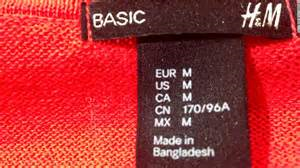 BASIC
H&M
EUR M
US M
CA M
CN 170/96A
MX M
Made in
Bangladesh